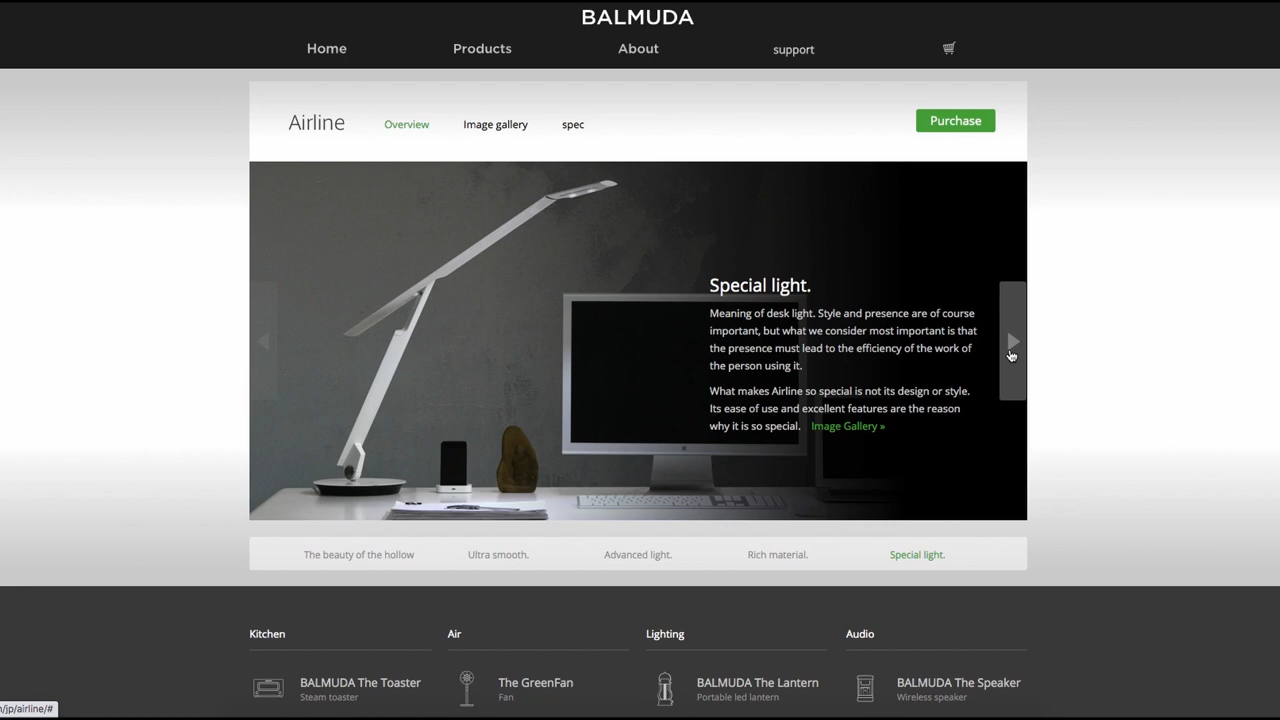 BALMUDA
Home
Products
About
support
Airline
Overview
Image gallery
spec
Purchase
Special light.
Meaning of desk light. Style and presence are of course
important, but what we consider most important is that
the presence must lead to the efficiency of the work of
the person using it.
What makes Airline so special is not its design or style.
Its ease of use and excellent features are the reason
why it is so special. Image Gallery »
The beauty of the hollow
Ultra smooth.
Advanced light.
Rich material.
Special light.
Kitchen
Air
Lighting
Audio
BALMUDA The Toaster
Steam toaster
The GreenFan
Fan
BALMUDA The Lantern
Portable led lantern
BALMUDA The Speaker
Wireless speaker
/jp/airline/#